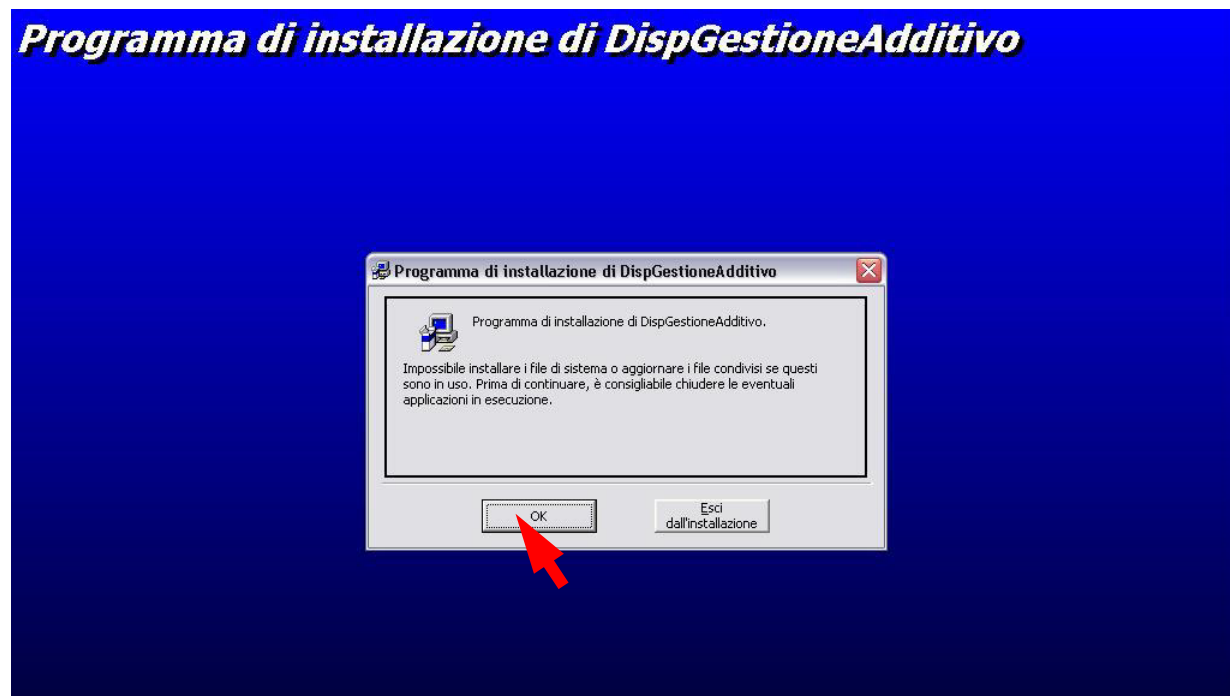 Programma di installazione di DispGestioneAdditivo
Programma di installazione di DispGestioneAdditivo
Programma di installazione di DispGestioneAdditivo.
Impossibile installare i file di sistema o aggiornare i file condivisi se questi
sono in uso. Prima di continuare, è consigliabile chiudere le eventuali
applicazioni in esecuzione.
OK
Esci
dall'installazione